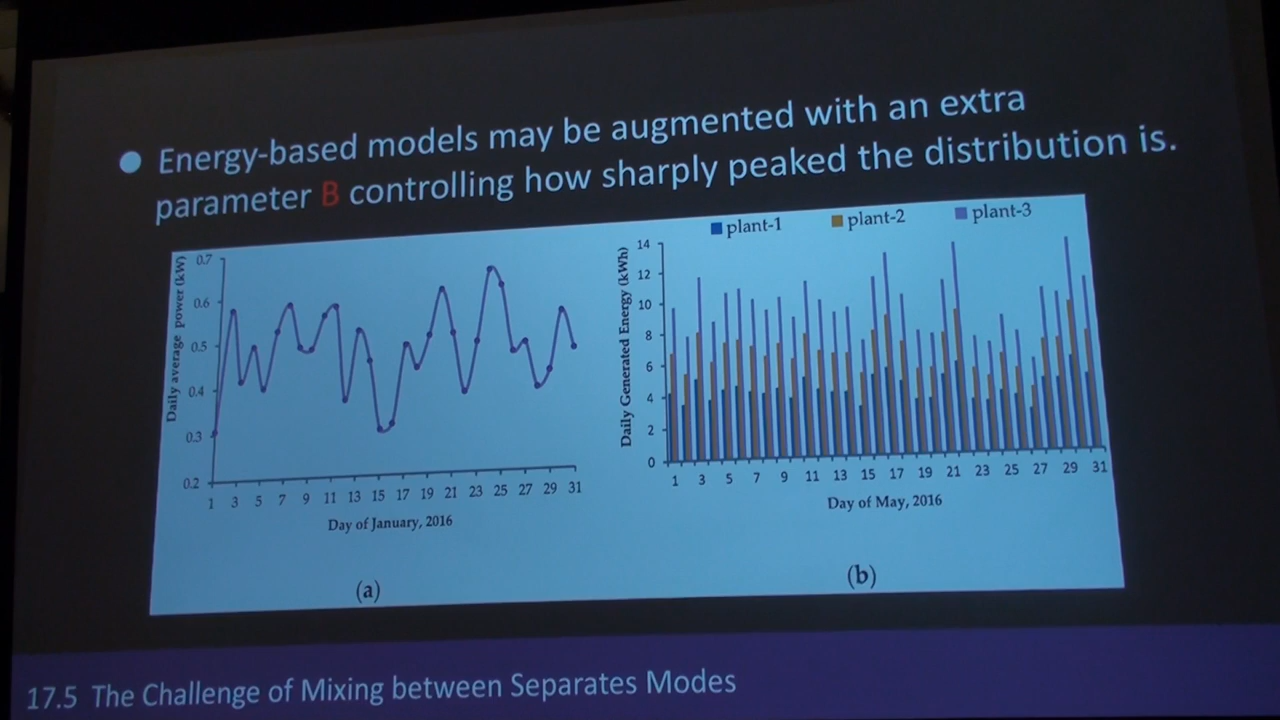 Energy-based models may be augmented with an extra
parameter B controlling how sharply peaked the distribution is.
Daily average power (kW)
0.7
0.6
0.5
0.4
0.3
0.2
1 3 5 7 9 11 13 15 17 19 21 23 25 27 29 31
Day of January, 2016
(a)
plant-1 plant-2 plant-3
Daily Generated Energy (kWh)
14
12
10
8
6
4
2
0
1 3 5 7 9 11 13 15 17 19 21 23 25 27 29 31
Day of May, 2016
(b)
17.5 The Challenge of Mixing between Separates Modes